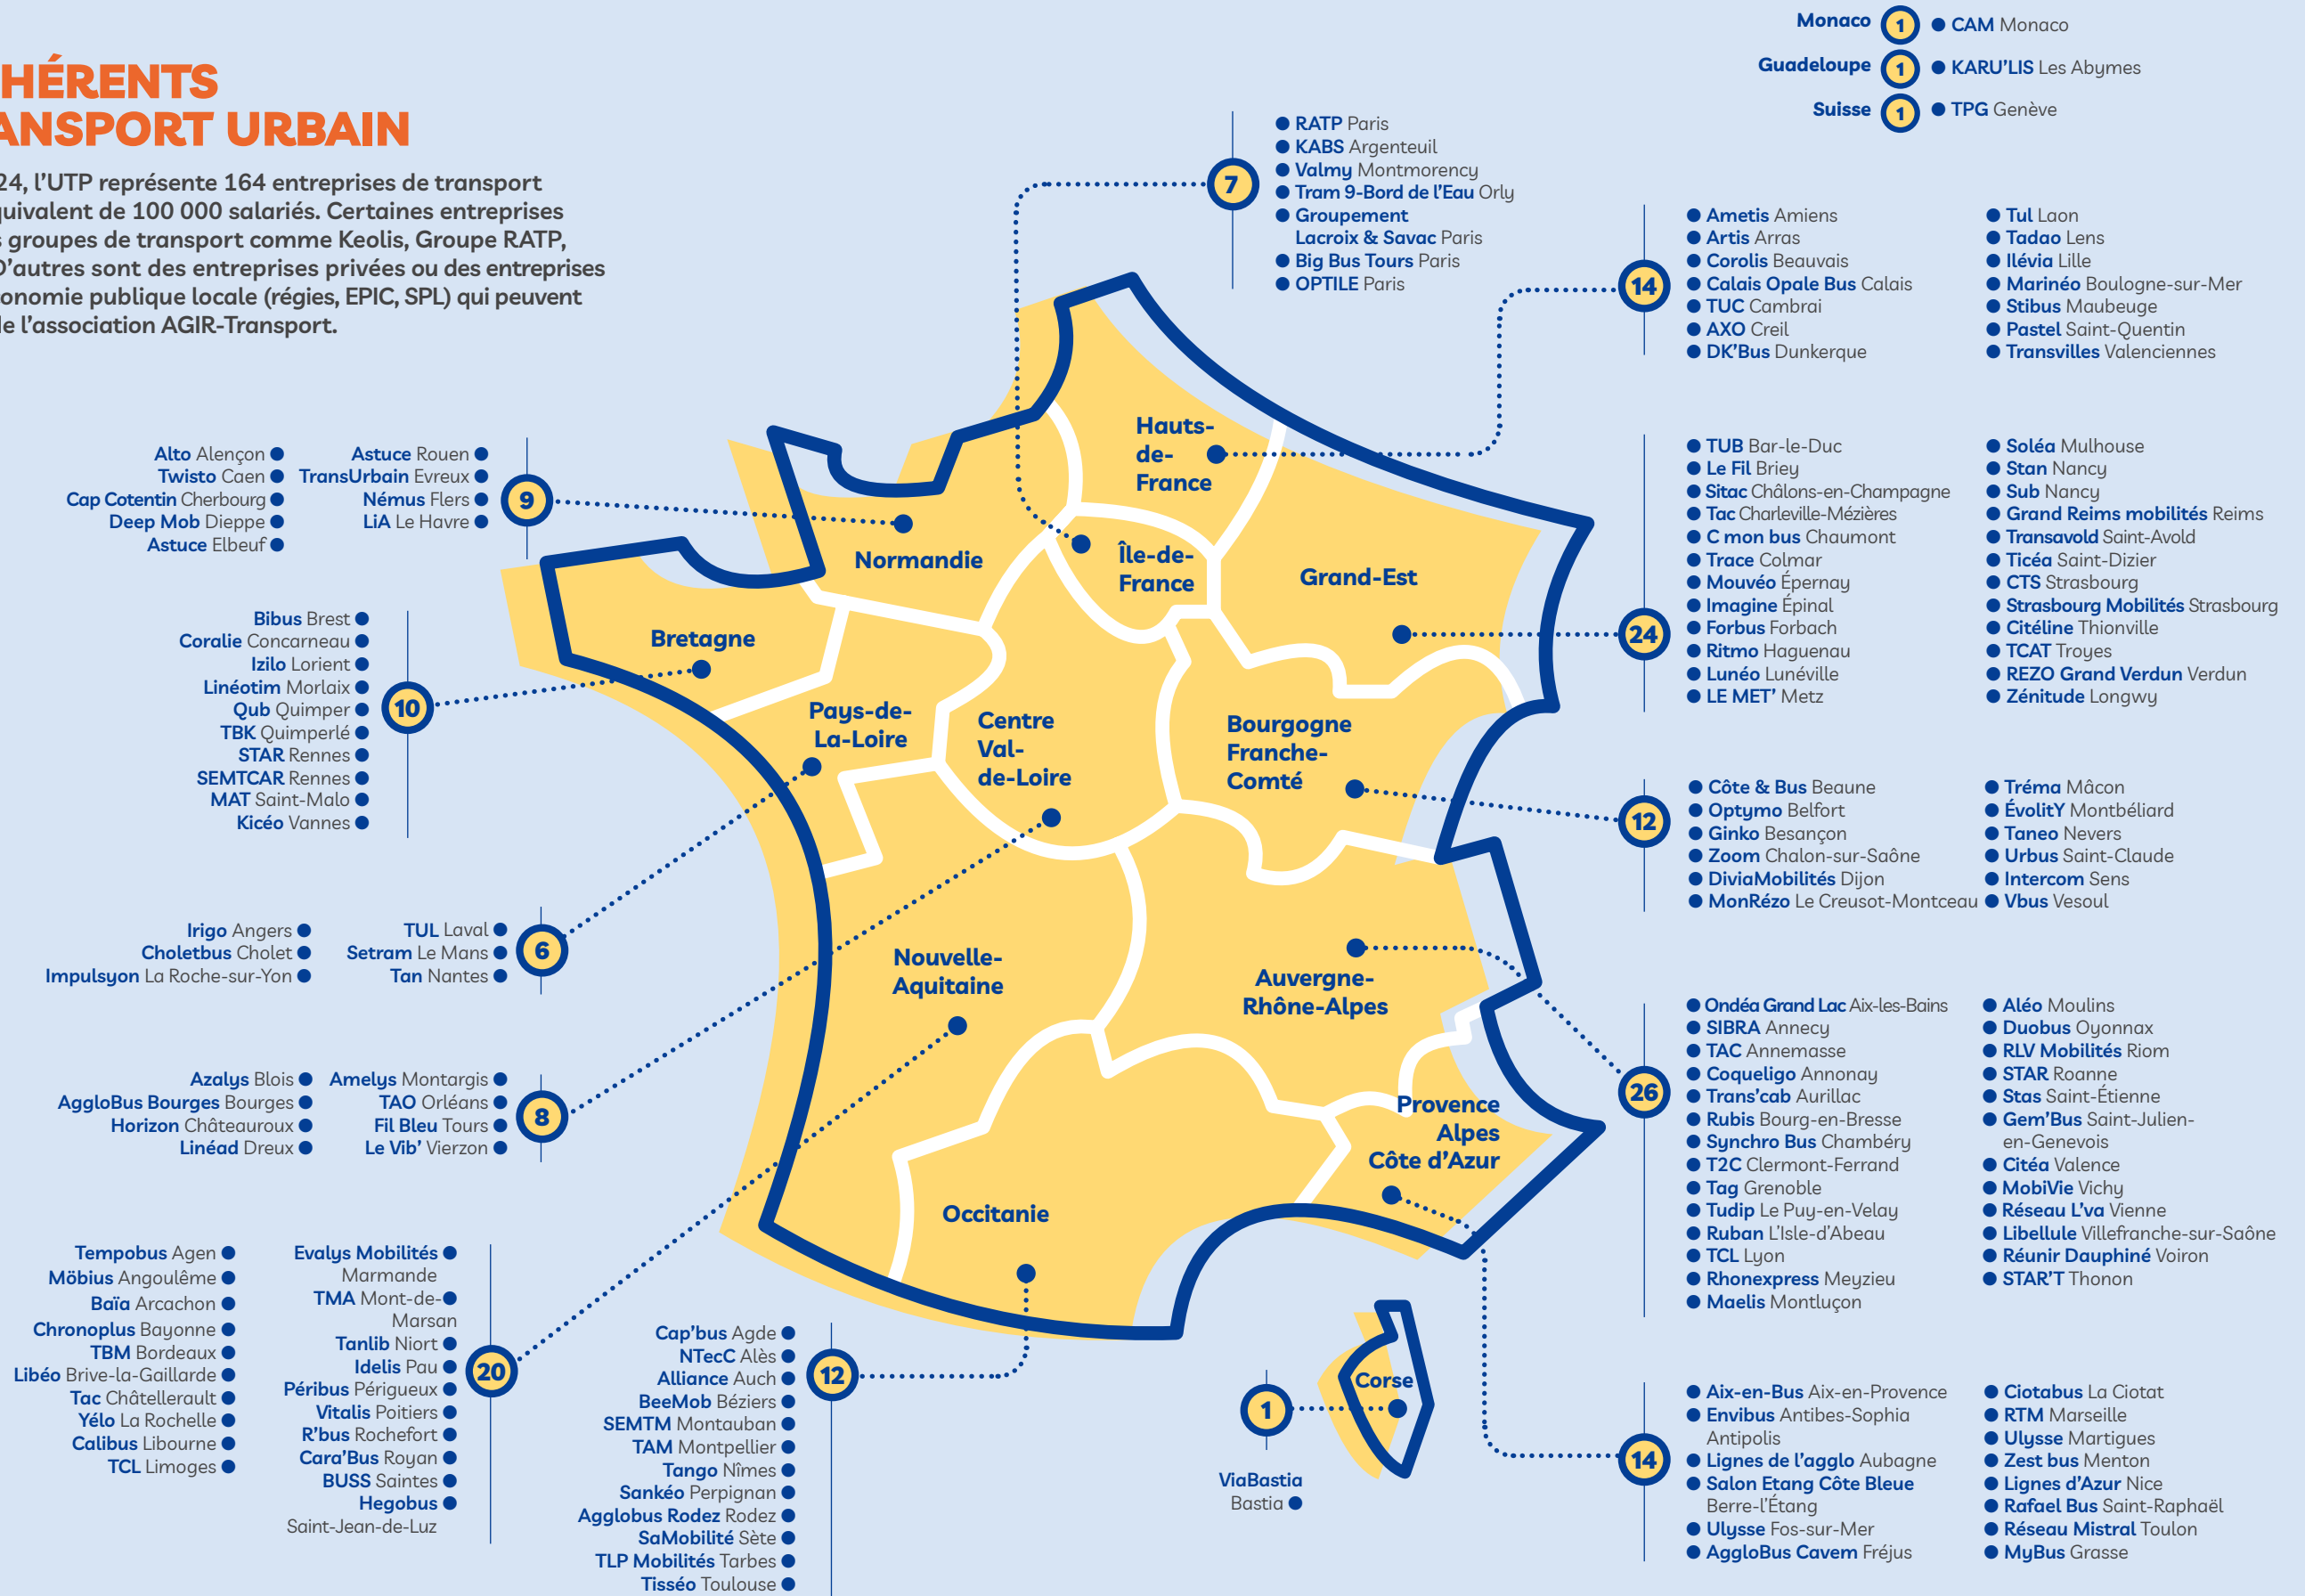 HÉRENTS
ANSPORT URBAIN
24, l’UTP représente 164 entreprises de transport
quivalent de 100 000 salariés. Certaines entreprises
s groupes de transport comme Keolis, Groupe RATP,
D’autres sont des entreprises privées ou des entreprises
onomie publique locale (régies, EPIC, SPL) qui peuvent
de l’association AGIR-Transport.
Monaco 1 CAM Monaco
Guadeloupe 1 KARU’LIS Les Abymes
Suisse 1 TPG Genève
7
RATP Paris
KABS Argenteuil
Valmy Montmorency
Tram 9-Bord de l’Eau Orly
Groupement
Lacroix & Savac Paris
Big Bus Tours Paris
OPTILE Paris
14
Ametis Amiens
Artis Arras
Corolis Beauvais
Calais Opale Bus Calais
TUC Cambrai
AXO Creil
DK’Bus Dunkerque
Tul Laon
Tadao Lens
Ilévia Lille
Marinéo Boulogne-sur-Mer
Stibus Maubeuge
Pastel Saint-Quentin
Transvilles Valenciennes
Alto Alençon
Twisto Caen
Cap Cotentin Cherbourg
Deep Mob Dieppe
Astuce Elbeuf
Astuce Rouen
TransUrbain Evreux
Némus Flers
LiA Le Havre
9
24
TUB Bar-le-Duc
Le Fil Briey
Sitac Châlons-en-Champagne
Tac Charleville-Mézières
C mon bus Chaumont
Trace Colmar
Mouvéo Épernay
Imagine Épinal
Forbus Forbach
Ritmo Haguenau
Lunéo Lunéville
LE MET’ Metz
Soléa Mulhouse
Stan Nancy
Sub Nancy
Grand Reims mobilités Reims
Transavold Saint-Avold
Ticéa Saint-Dizier
CTS Strasbourg
Strasbourg Mobilités Strasbourg
Citéline Thionville
TCAT Troyes
REZO Grand Verdun Verdun
Zénitude Longwy
Bibus Brest
Coralie Concarneau
Izilo Lorient
Linéotim Morlaix
Qub Quimper
TBK Quimperlé
STAR Rennes
SEMTCAR Rennes
MAT Saint-Malo
Kicéo Vannes
10
Hauts-
de-
France
Normandie
Île-de-
France
Grand-Est
Bretagne
Pays-de-
La-Loire
Centre
Val-
de-Loire
Bourgogne
Franche-
Comté
Nouvelle-
Aquitaine
Auvergne-
Rhône-Alpes
Provence
Alpes
Côte d’Azur
Occitanie
Corse
12
Côte & Bus Beaune
Optymo Belfort
Ginko Besançon
Zoom Chalon-sur-Saône
DiviaMobilités Dijon
MonRézo Le Creusot-Montceau
Tréma Mâcon
ÉvolitY Montbéliard
Taneo Nevers
Urbus Saint-Claude
Intercom Sens
Vbus Vesoul
Irigo Angers
Choletbus Cholet
Impulsyon La Roche-sur-Yon
TUL Laval
Setram Le Mans
Tan Nantes
6
Azalys Blois
AggloBus Bourges Bourges
Horizon Châteauroux
Linéad Dreux
Amelys Montargis
TAO Orléans
Fil Bleu Tours
Le Vib’ Vierzon
8
26
Ondéa Grand Lac Aix-les-Bains
SIBRA Annecy
TAC Annemasse
Coqueligo Annonay
Trans’cab Aurillac
Rubis Bourg-en-Bresse
Synchro Bus Chambéry
T2C Clermont-Ferrand
Tag Grenoble
Tudip Le Puy-en-Velay
Ruban L’Isle-d’Abeau
TCL Lyon
Rhonexpress Meyzieu
Maelis Montluçon
Aléo Moulins
Duobus Oyonnax
RLV Mobilités Riom
STAR Roanne
Stas Saint-Étienne
Gem’Bus Saint-Julien-
en-Genevois
Citéa Valence
MobiVie Vichy
Réseau L’va Vienne
Libellule Villefranche-sur-Saône
Réunir Dauphiné Voiron
STAR’T Thonon
Tempobus Agen
Möbius Angoulême
Baïa Arcachon
Chronoplus Bayonne
TBM Bordeaux
Libéo Brive-la-Gaillarde
Tac Châtellerault
Yélo La Rochelle
Calibus Libourne
TCL Limoges
Evalys Mobilités
Marmande
TMA Mont-de-
Marsan
Tanlib Niort
Idelis Pau
Péribus Périgueux
Vitalis Poitiers
R’bus Rochefort
Cara’Bus Royan
BUSS Saintes
Hegobus
Saint-Jean-de-Luz
20
Cap’bus Agde
NTecC Alès
Alliance Auch
BeeMob Béziers
SEMTM Montauban
TAM Montpellier
Tango Nîmes
Sankéo Perpignan
Agglobus Rodez Rodez
SaMobilité Sète
TLP Mobilités Tarbes
Tisséo Toulouse
12
1
ViaBastia
Bastia
14
Aix-en-Bus Aix-en-Provence
Envibus Antibes-Sophia
Antipolis
Lignes de l’agglo Aubagne
Salon Etang Côte Bleue
Berre-l’Étang
Ulysse Fos-sur-Mer
AggloBus Cavem Fréjus
Ciotabus La Ciotat
RTM Marseille
Ulysse Martigues
Zest bus Menton
Lignes d’Azur Nice
Rafael Bus Saint-Raphaël
Réseau Mistral Toulon
MyBus Grasse